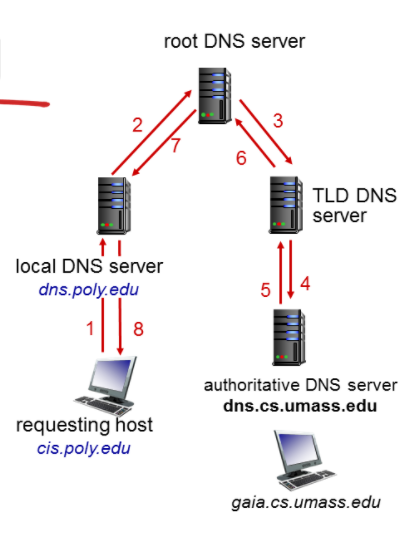 root DNS server
2
3
7
6
TLD DNS
server
local DNS server
dns.poly.edu
5
4
1
8
authoritative DNS server
dns.cs.umass.edu
requesting host
cis.poly.edu
gaia.cs.umass.edu